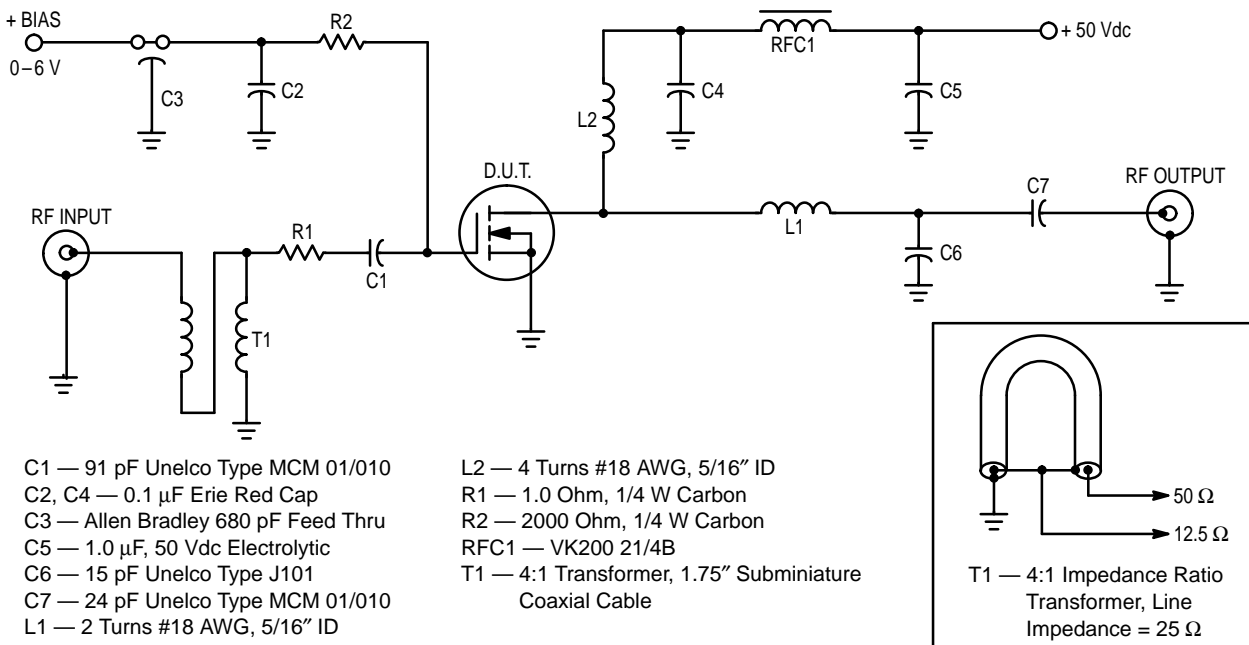 + BIAS
0–6 V
C3
C2
R2
RF INPUT
T1
R1
C1
D.U.T.
L2
C4
RFC1
C5
+ 50 Vdc
L1
C6
C7
RF OUTPUT
C1 — 91 pF Unelco Type MCM 01/010
C2, C4 — 0.1 μF Erie Red Cap
C3 — Allen Bradley 680 pF Feed Thru
C5 — 1.0 μF, 50 Vdc Electrolytic
C6 — 15 pF Unelco Type J101
C7 — 24 pF Unelco Type MCM 01/010
L1 — 2 Turns #18 AWG, 5/16″ ID
L2 — 4 Turns #18 AWG, 5/16″ ID
R1 — 1.0 Ohm, 1/4 W Carbon
R2 — 2000 Ohm, 1/4 W Carbon
RFC1 — VK200 21/4B
T1 — 4:1 Transformer, 1.75″ Subminiature
Coaxial Cable
50 Ω
12.5 Ω
T1 — 4:1 Impedance Ratio
Transformer, Line
Impedance = 25 Ω